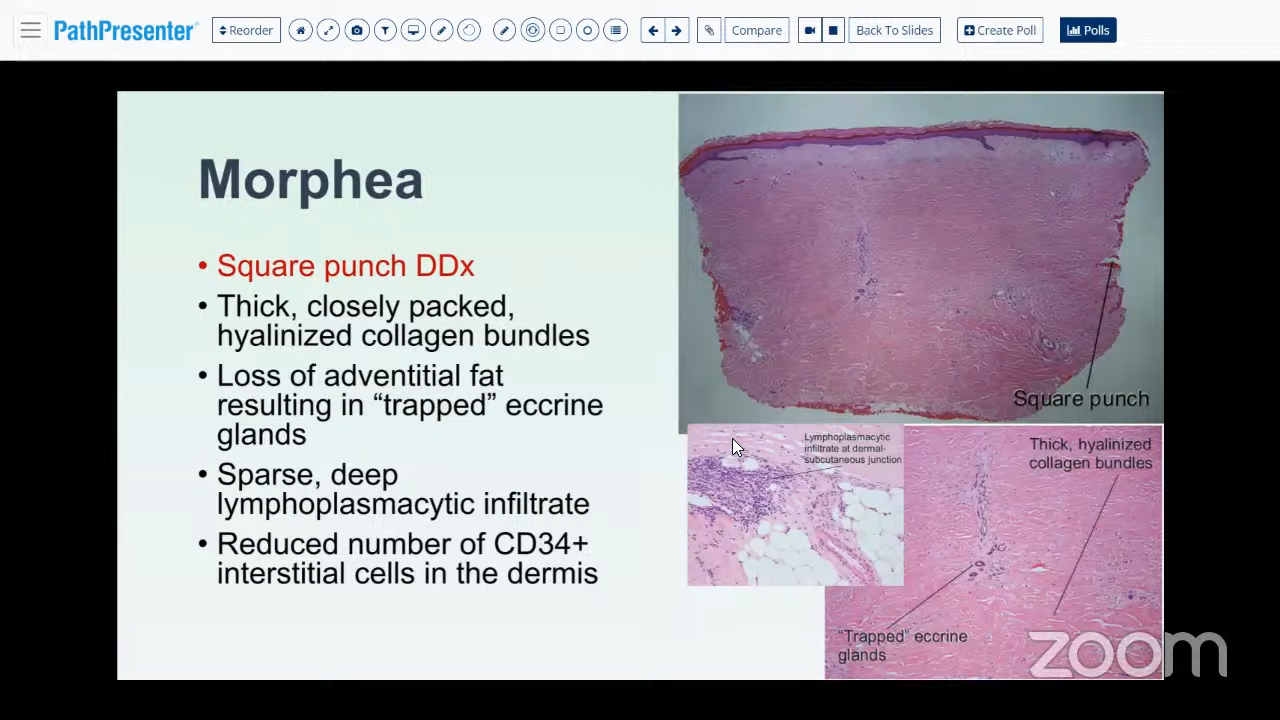 PathPresenter
Reorder
Compare
Back To Slides
Create Poll
Polls
Morphea
• Square punch DDx
• Thick, closely packed,
hyalinized collagen bundles
• Loss of adventitial fat
resulting in “trapped” eccrine
glands
• Sparse, deep
lymphoplasmacytic infiltrate
• Reduced number of CD34+
interstitial cells in the dermis
Square punch
Lymphoplasmacytic
infiltrate at dermal-
subcutaneous junction
Thick, hyalinized
collagen bundles
“Trapped” eccrine
glands
zoom